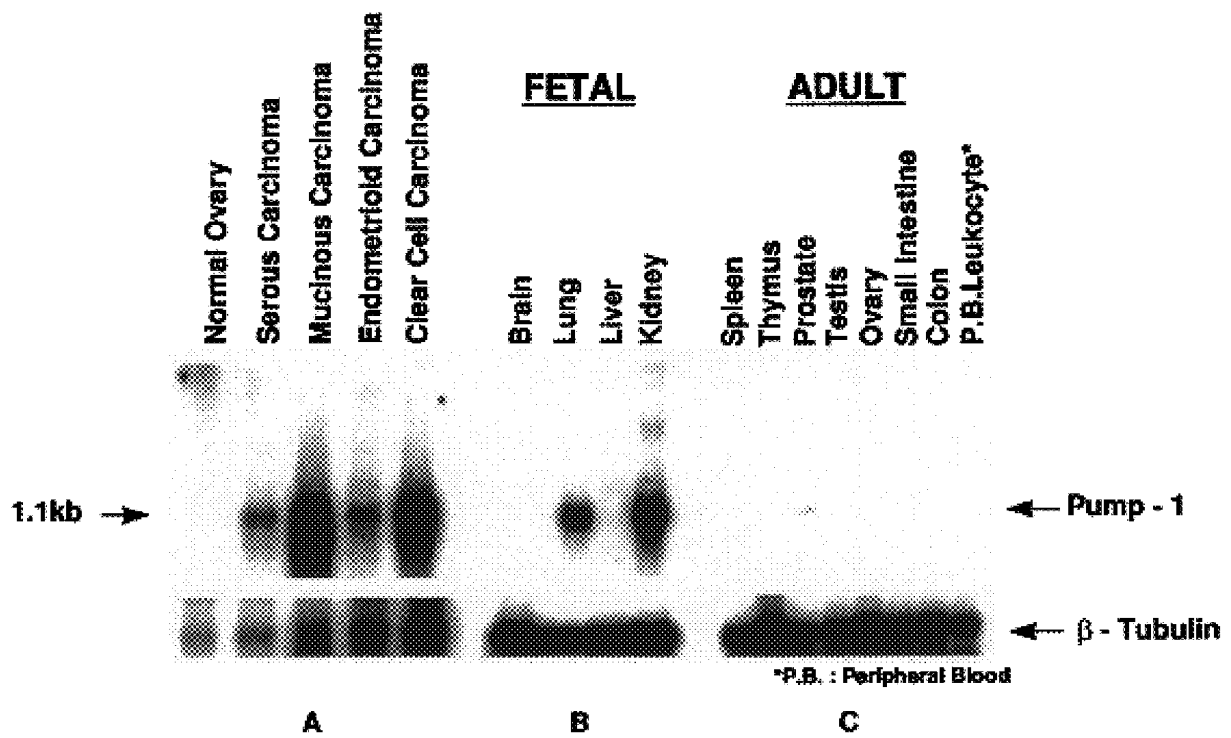 Normal Ovary
Serous Carcinoma
Mucinous Carcinoma
Endometrioid Carcinoma
Clear Cell Carcinoma
FETAL
Brain
Lung
Liver
Kidney
ADULT
Spleen
Thymus
Prostate
Testis
Ovary
Small Intestine
Colon
P.B.Leukocyte*
1.1kb
Pump - 1
β - Tubulin
*P.B. : Peripheral Blood
A
B
C